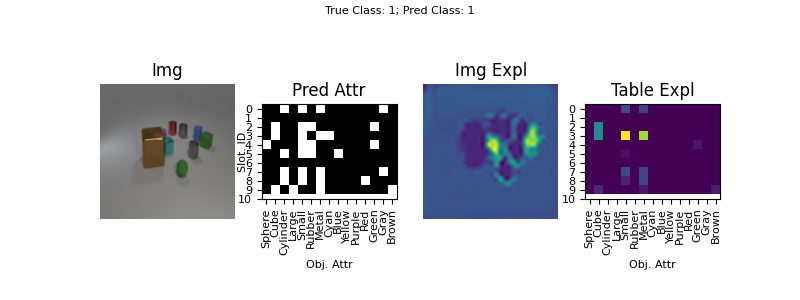 True Class: 1; Pred Class: 1
Img
Pred Attr
Img Expl
Table Expl
Slot. ID
0
1
2
3
4
5
6
7
8
9
10
Sphere
Cube
Cylinder
Large
Small
Rubber
Metal
Cyan
Blue
Yellow
Purple
Red
Green
Gray
Brown
Obj. Attr
0
1
2
3
4
5
6
7
8
9
10
Sphere
Cube
Cylinder
Large
Small
Rubber
Metal
Cyan
Blue
Yellow
Purple
Red
Green
Gray
Brown
Obj. Attr